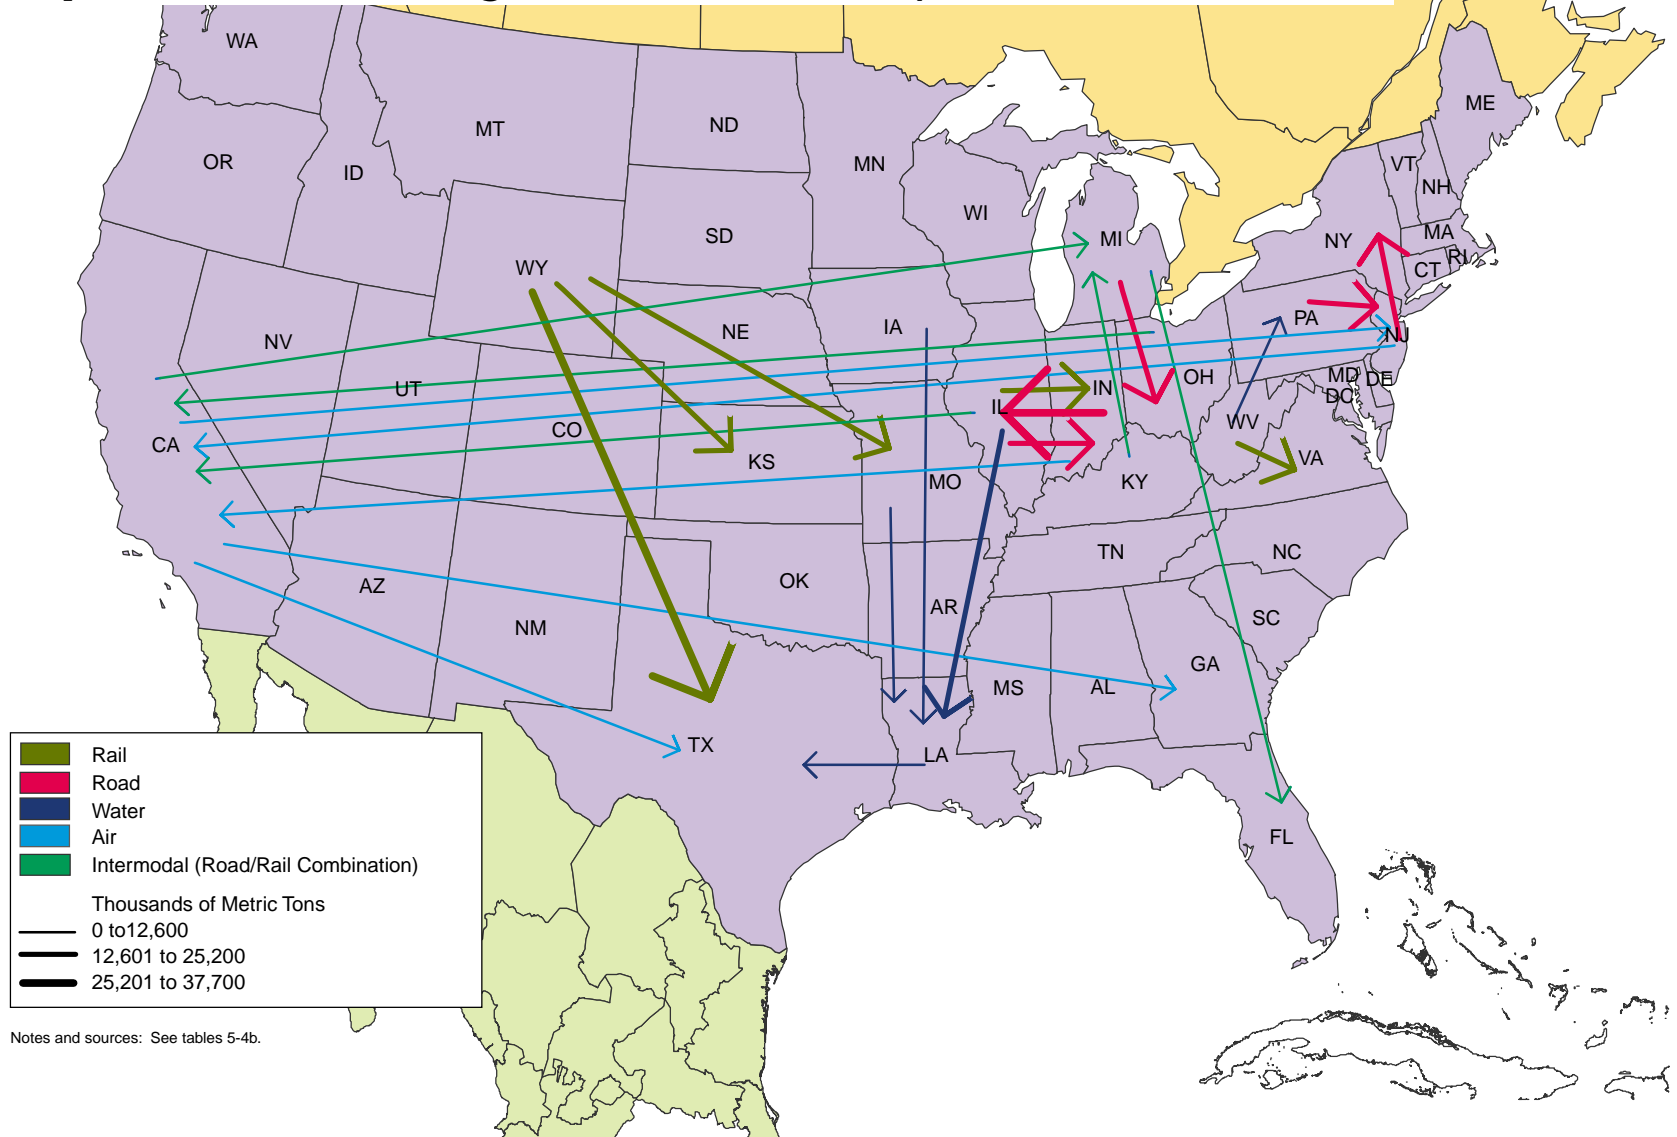 WA
MT
ND
MN
ME
OR
ID
VT
NH
WI
SD
MI
NY
MA
CT
RI
WY
IA
NE
PA
NJ
NV
UT
IN
OH
MD
DE
DC
IL
CA
CO
KS
WV
VA
MO
KY
TN
NC
AZ
OK
AR
SC
NM
GA
MS
AL
TX
LA
FL
Rail
Road
Water
Air
Intermodal (Road/Rail Combination)
Thousands of Metric Tons
0 to12,600
12,601 to 25,200
25,201 to 37,700
Notes and sources: See tables 5-4b.